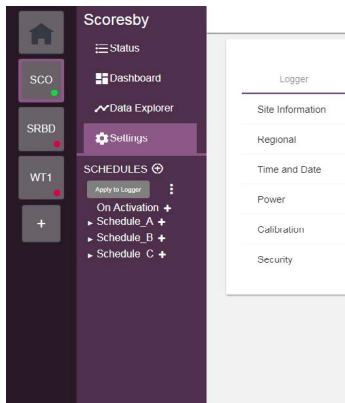 Scoresby
Status
SCO
Dashboard
Logger
Data Explorer
Site Information
SRBD
Settings
Regional
SCHEDULES
Time and Date
WT1
Apply to Logger
Power
On Activation +
Schedule_A +
+
Calibration
Schedule_B +
Schedule_C +
Security